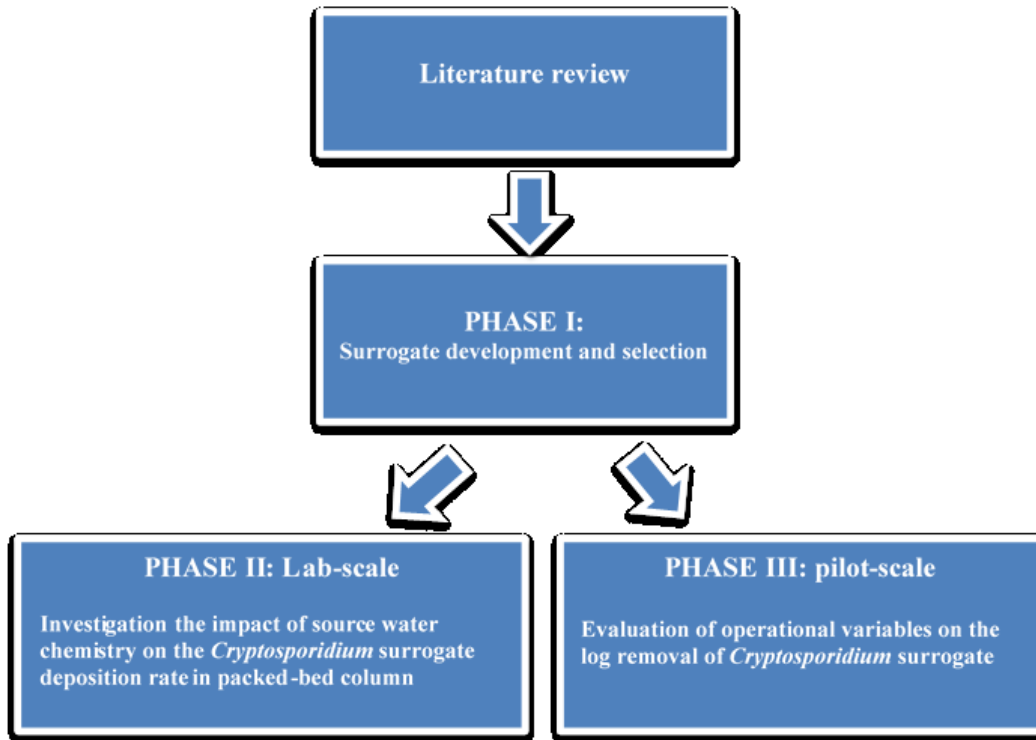 Literature review
PHASE I:
Surrogate development and selection
PHASE II: Lab-scale
Investigation the impact of source water
chemistry on the Cryptosporidium surrogate
deposition rate in packed-bed column
PHASE III: pilot-scale
Evaluation of operational variables on the
log removal of Cryptosporidium surrogate